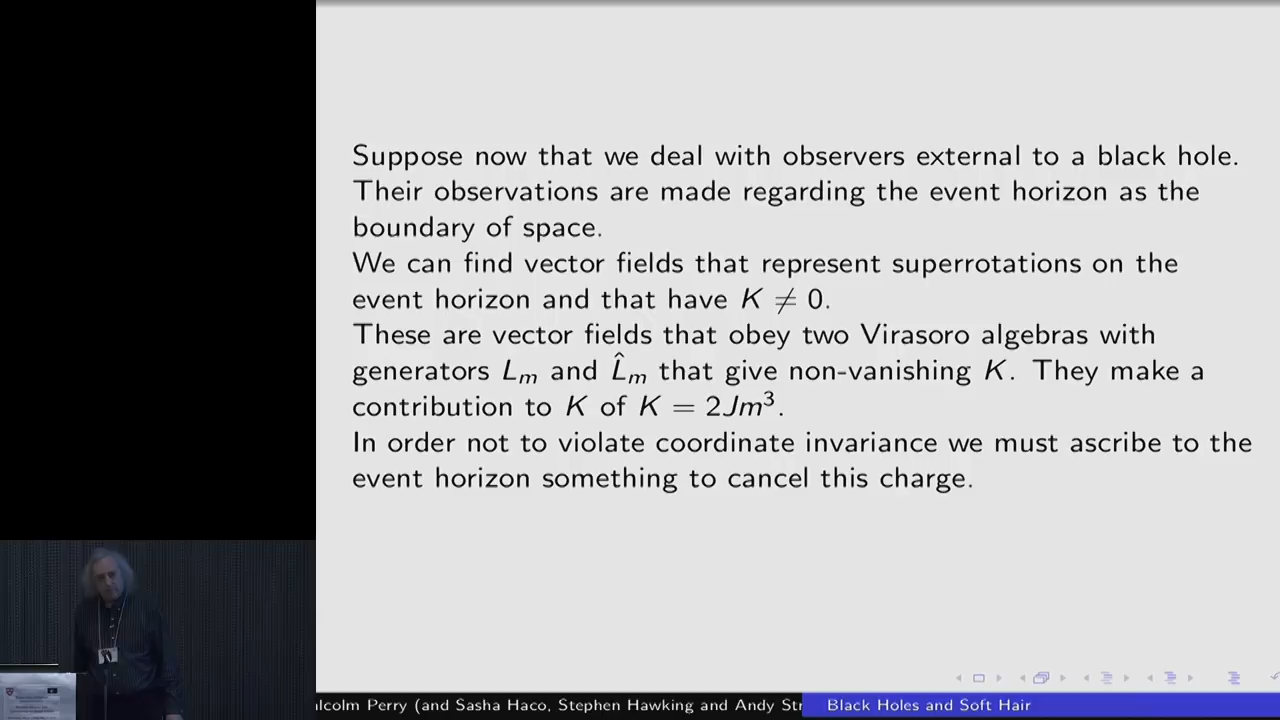 Suppose now that we deal with observers external to a black hole.
Their observations are made regarding the event horizon as the
boundary of space.
We can find vector fields that represent superrotations on the
event horizon and that have K ≠ 0.
These are vector fields that obey two Virasoro algebras with
generators Lₘ and L̂ₘ that give non-vanishing K. They make a
contribution to K of K = 2Jm³.
In order not to violate coordinate invariance we must ascribe to the
event horizon something to cancel this charge.
lcolm Perry (and Sasha Haco, Stephen Hawking and Andy Str
Black Holes and Soft Hair